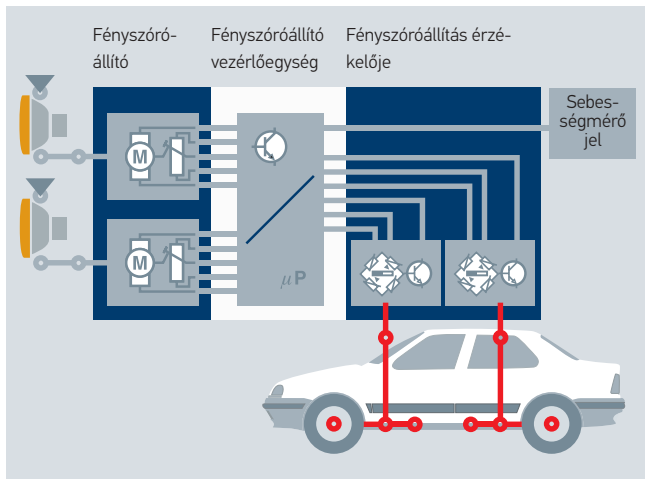 Fényszóró-
állító
Fényszóróállító
vezérlőegység
Fényszóróállítás érzé-
kelője
Sebes-
ségmérő
jel
M
M
μP